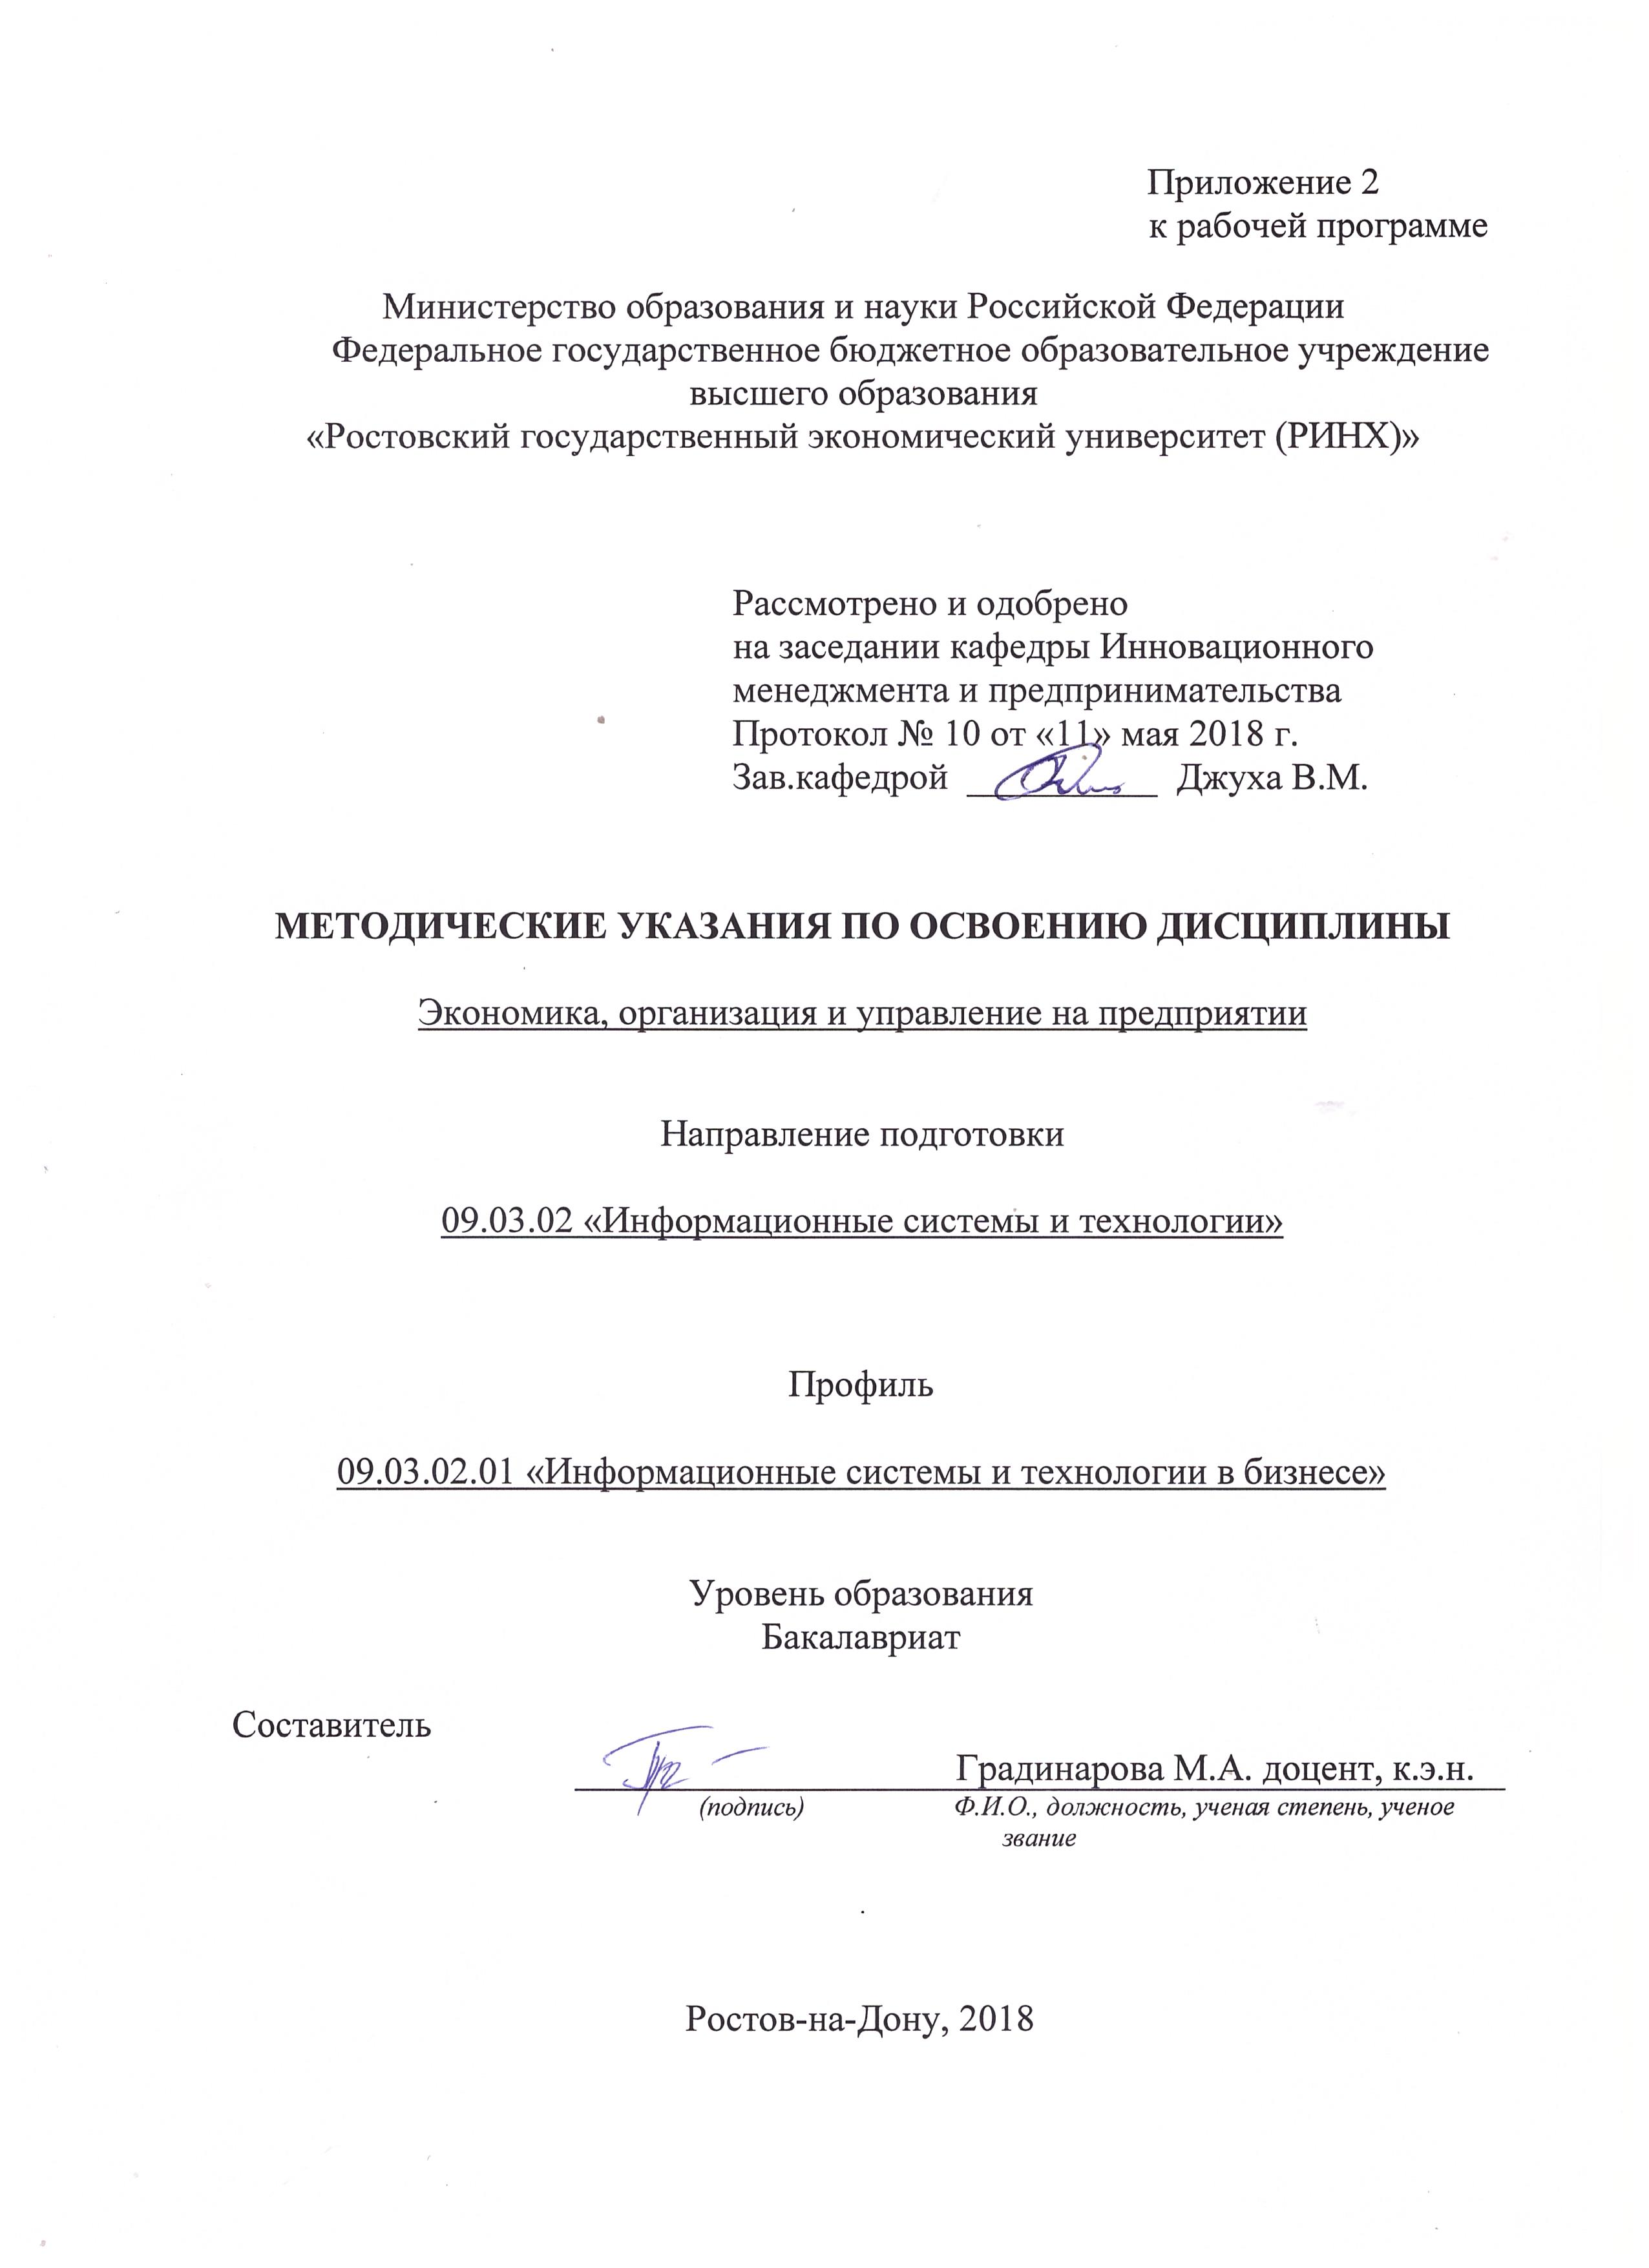 Приложение 2
к рабочей программе
Министерство образования и науки Российской Федерации
Федеральное государственное бюджетное образовательное учреждение
высшего образования
«Ростовский государственный экономический университет (РИНХ)»
Рассмотрено и одобрено
на заседании кафедры Инновационного
менеджмента и предпринимательства
Протокол № 10 от «11» мая 2018 г.
Зав.кафедрой Джуха В.М.
МЕТОДИЧЕСКИЕ УКАЗАНИЯ ПО ОСВОЕНИЮ ДИСЦИПЛИНЫ
Экономика, организация и управление на предприятии
Направление подготовки
09.03.02 «Информационные системы и технологии»
Профиль
09.03.02.01 «Информационные системы и технологии в бизнесе»
Уровень образования
Бакалавриат
Составитель
Градинарова М.А. доцент, к.э.н.
(подпись) Ф.И.О., должность, ученая степень, ученое
звание
Ростов-на-Дону, 2018